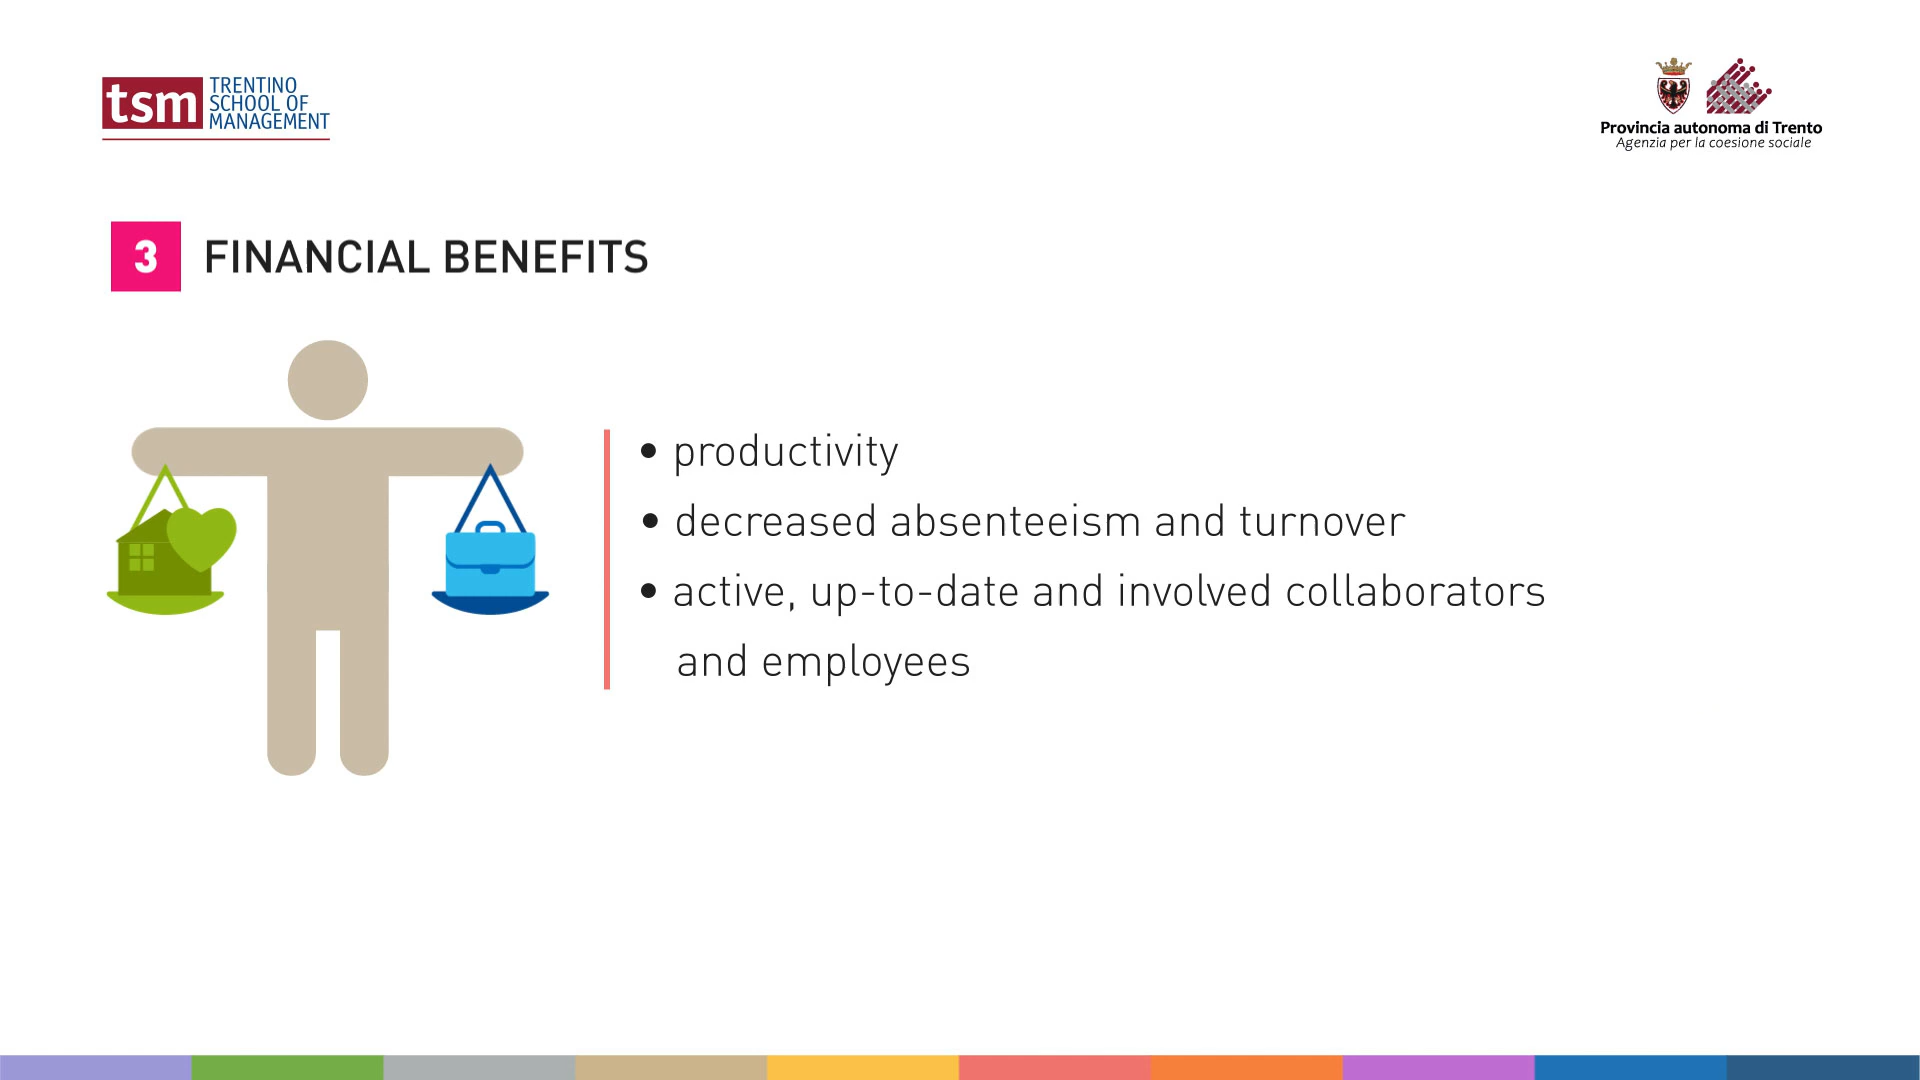 tsm TRENTINO
SCHOOL OF
MANAGEMENT
Provincia autonoma di Trento
Agenzia per la coesione sociale
3 FINANCIAL BENEFITS
• productivity
• decreased absenteeism and turnover
• active, up-to-date and involved collaborators
and employees